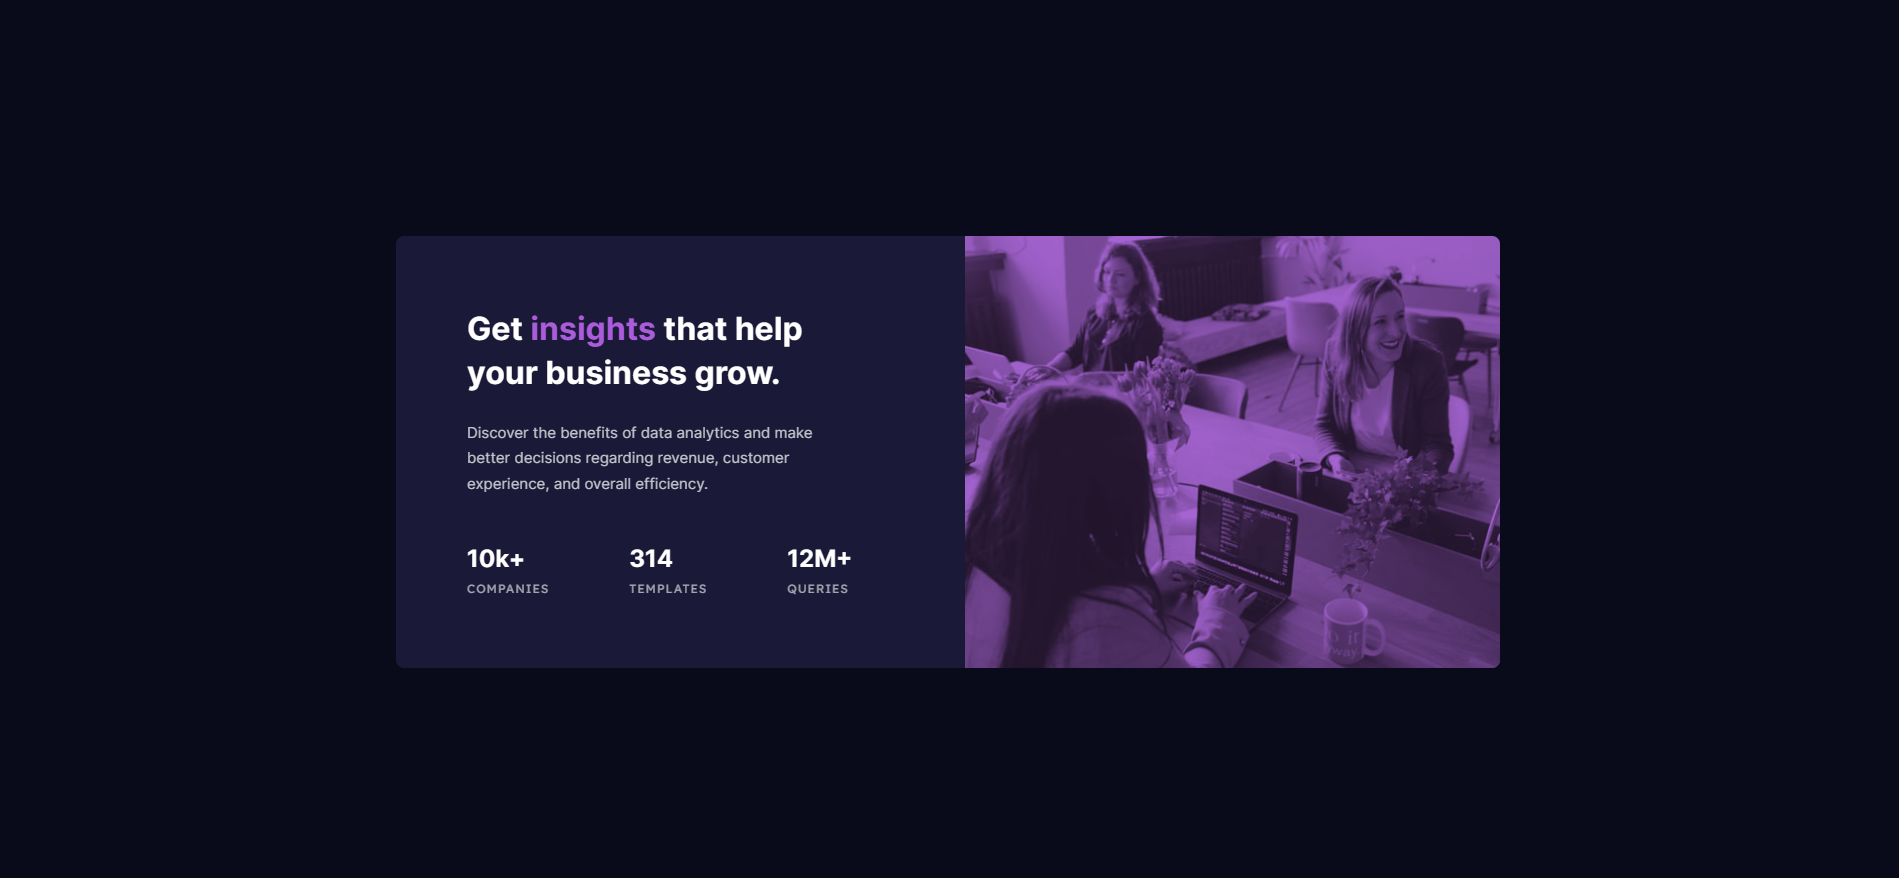 Get insights that help
your business grow.
Discover the benefits of data analytics and make
better decisions regarding revenue, customer
experience, and overall efficiency.
10k+ 314 12M+
COMPANIES TEMPLATES QUERIES